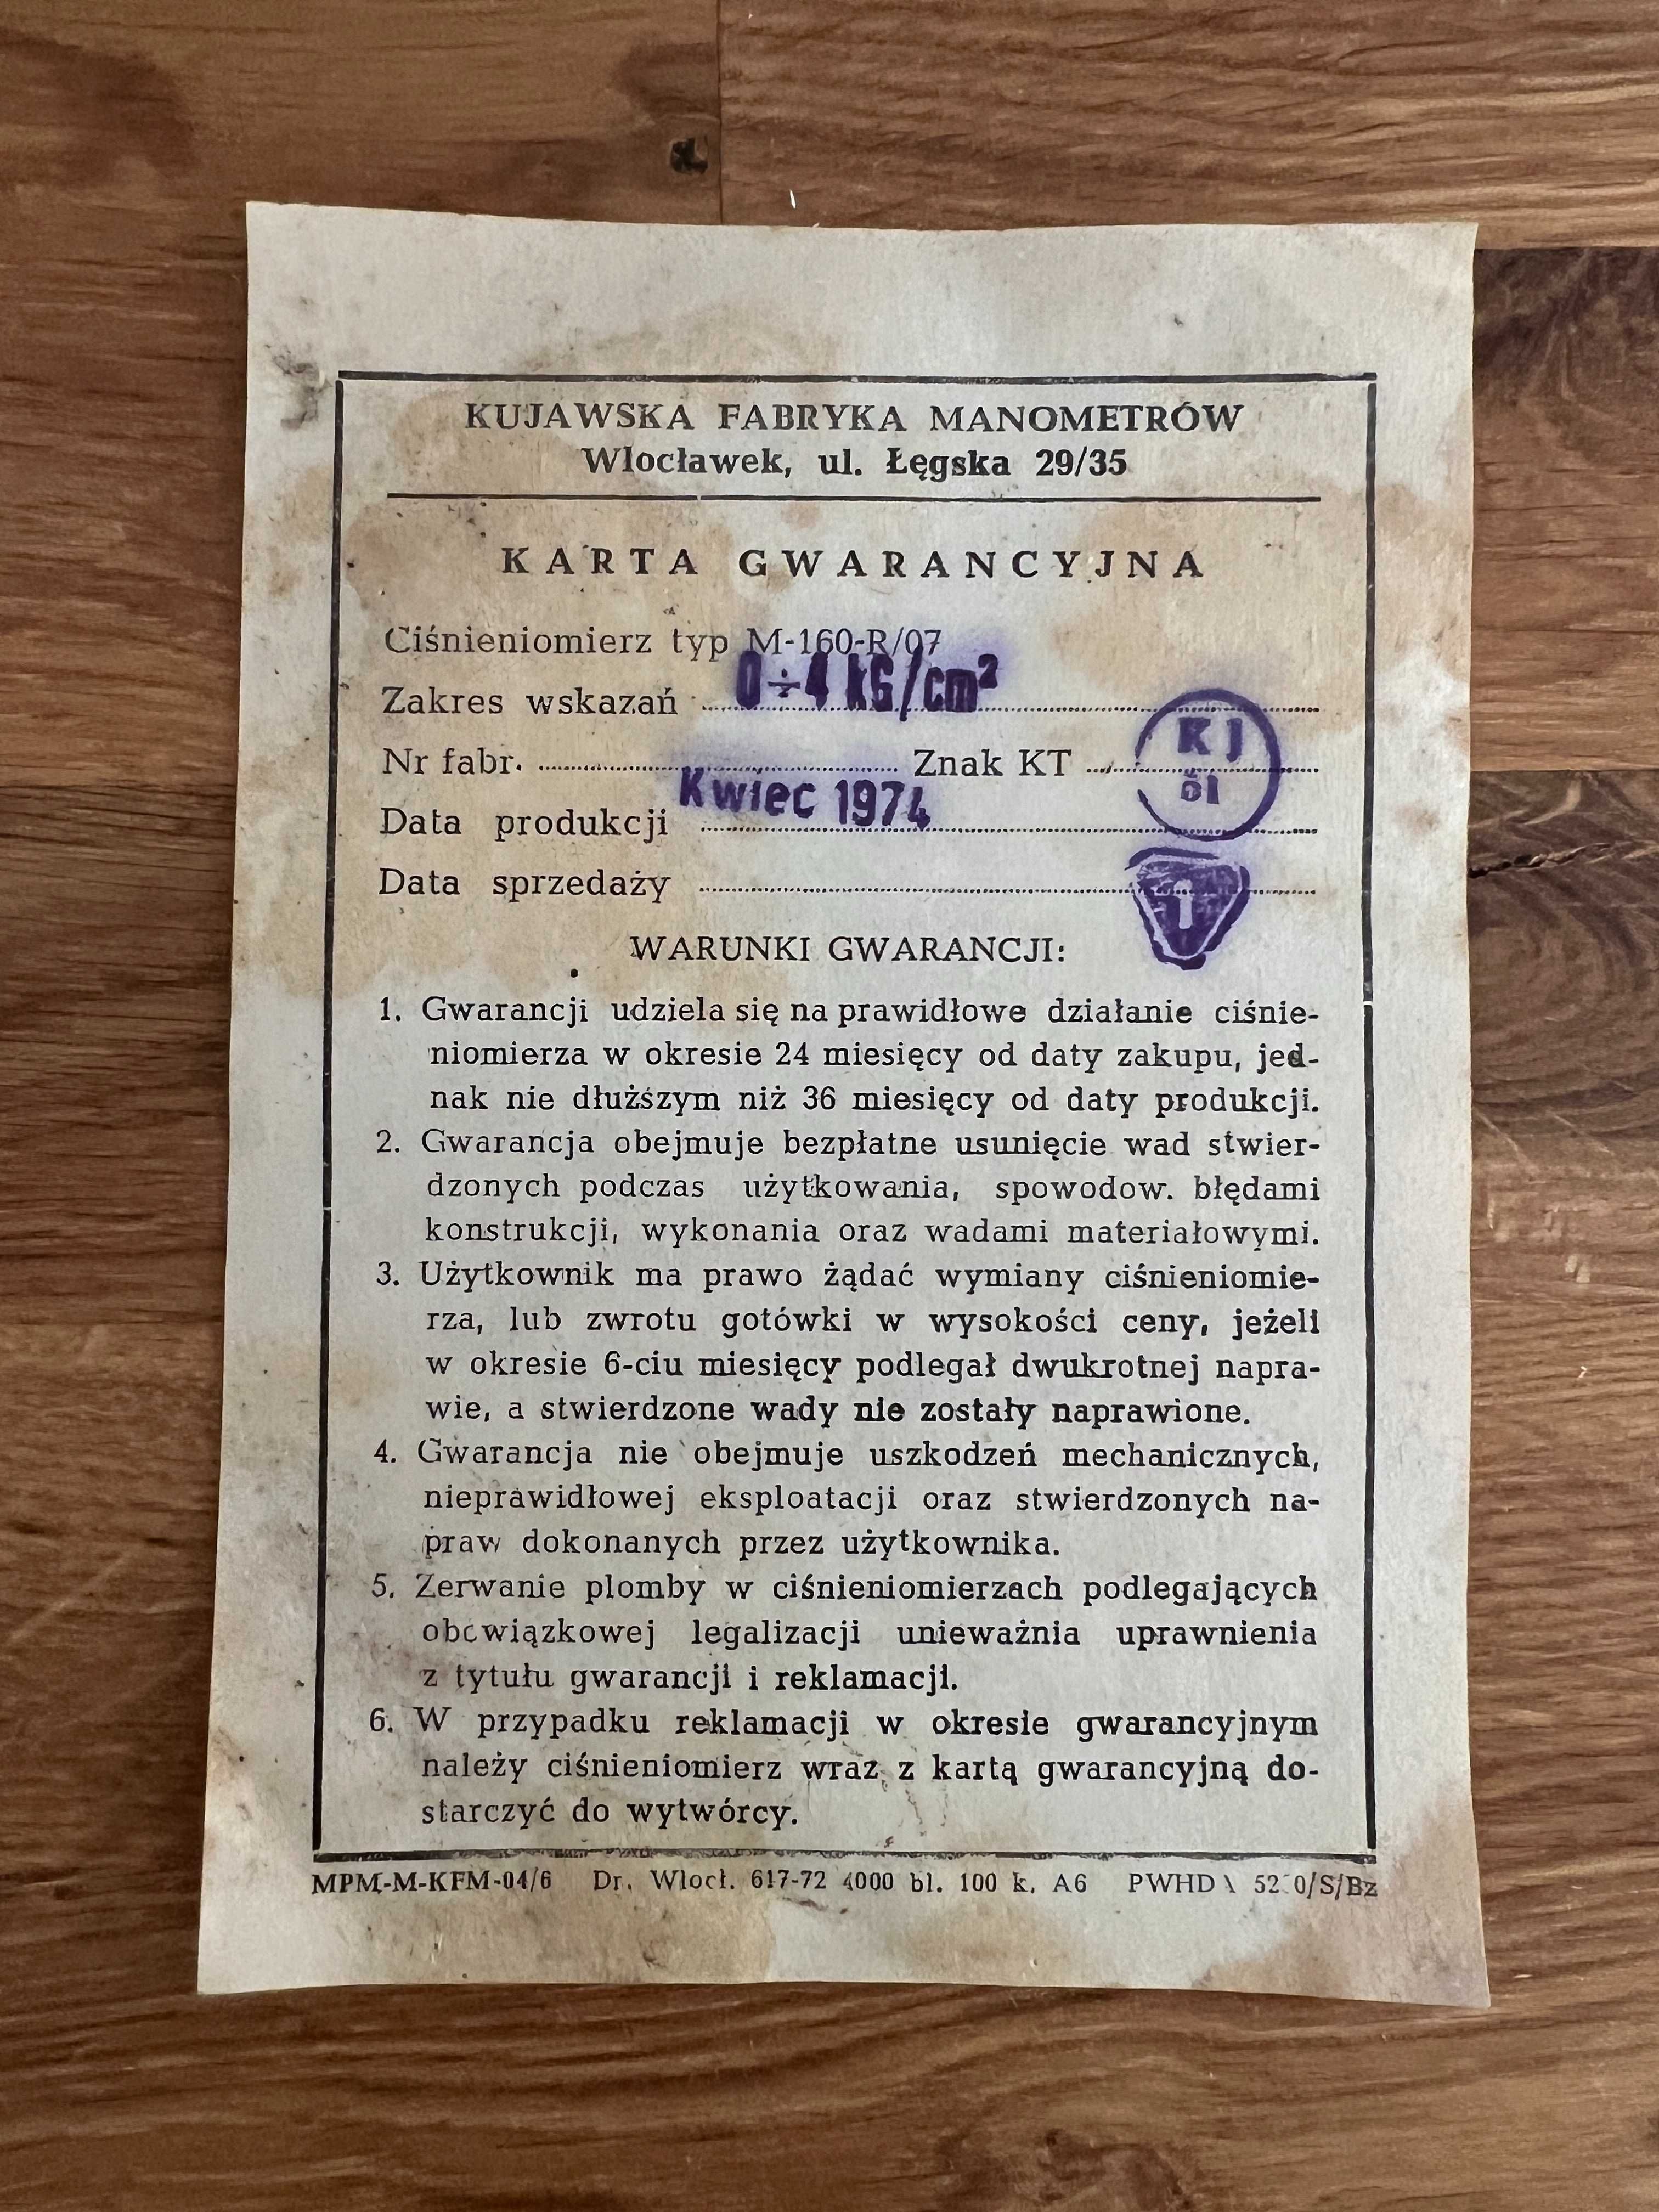 KUJAWSKA FABRYKA MANOMETRÓW
Wlocławek, ul. Łęgska 29/35
KARTA GWARANCYJNA
Ciśnieniomierz typ M-160-R/07
Zakres wskazań 0÷4 kG/cm²
Nr fabr. Znak KT KJ
Data produkcji Kwiec 1974
Data sprzedaży 1
WARUNKI GWARANCJI:
1. Gwarancji udziela się na prawidłowe działanie ciśnie-
niomierza w okresie 24 miesięcy od daty zakupu, jed-
nak nie dłuższym niż 36 miesięcy od daty produkcji.
2. Gwarancja obejmuje bezpłatne usunięcie wad stwier-
dzonych podczas użytkowania, spowodow. błędami
konstrukcji, wykonania oraz wadami materiałowymi.
3. Użytkownik ma prawo żądać wymiany ciśnieniomie-
rza, lub zwrotu gotówki w wysokości ceny, jeżeli
w okresie 6-ciu miesięcy podlegał dwukrotnej napra-
wie, a stwierdzone wady nie zostały naprawione.
4. Gwarancja nie obejmuje uszkodzeń mechanicznych,
nieprawidłowej eksploatacji oraz stwierdzonych na-
praw dokonanych przez użytkownika.
5. Zerwanie plomby w ciśnieniomierzach podlegających
obowiązkowej legalizacji unieważnia uprawnienia
z tytułu gwarancji i reklamacji.
6. W przypadku reklamacji w okresie gwarancyjnym
należy ciśnieniomierz wraz z kartą gwarancyjną do-
starczyć do wytwórcy.
MPM-M-KFM-04/6 Dr. Wlocł. 617-72 4000 bl. 100 k. A6